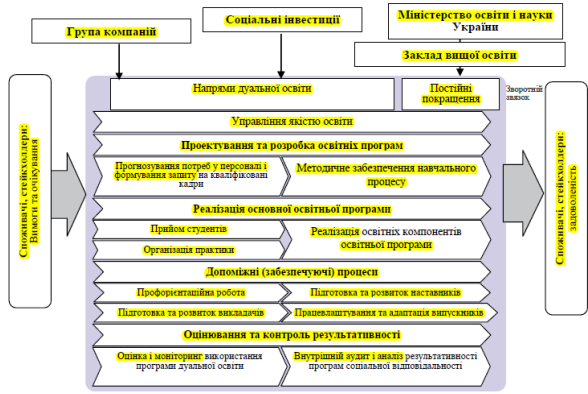 Група компаній
Соціальні інвестиції
Міністерство освіти і науки
України
Заклад вищої освіти
Споживачі, стейкхоллери:
Вимоги та очікування
Напрями дуальної освіти
Постійні
покращення
Зворотній
звязок
Управління якістю освіти
Проектування та розробка освітніх програм
Прогнозування потреб у персоналі і
формування запиту на кваліфіковані
кадри
Методичне забезпечення навчального
процесу
Реалізація основної освітньої програми
Прийом студентів
Організація практики
Реалізація освітніх компонентів
освітньої програми
Допоміжні (забезпечуючі) процеси
Профорієнтаційна робота
Підготовка та розвиток наставників
Підготовка та розвиток викладачів
Працевлаштування та адаптація випускників
Оцінювання та контроль результативності
Оцінка і моніторинг використання
програми дуальної освіти
Внутрішній аудит і аналіз результативності
програм соціальної відповідальності
Споживачі, стейкхоллери:
задоволеність